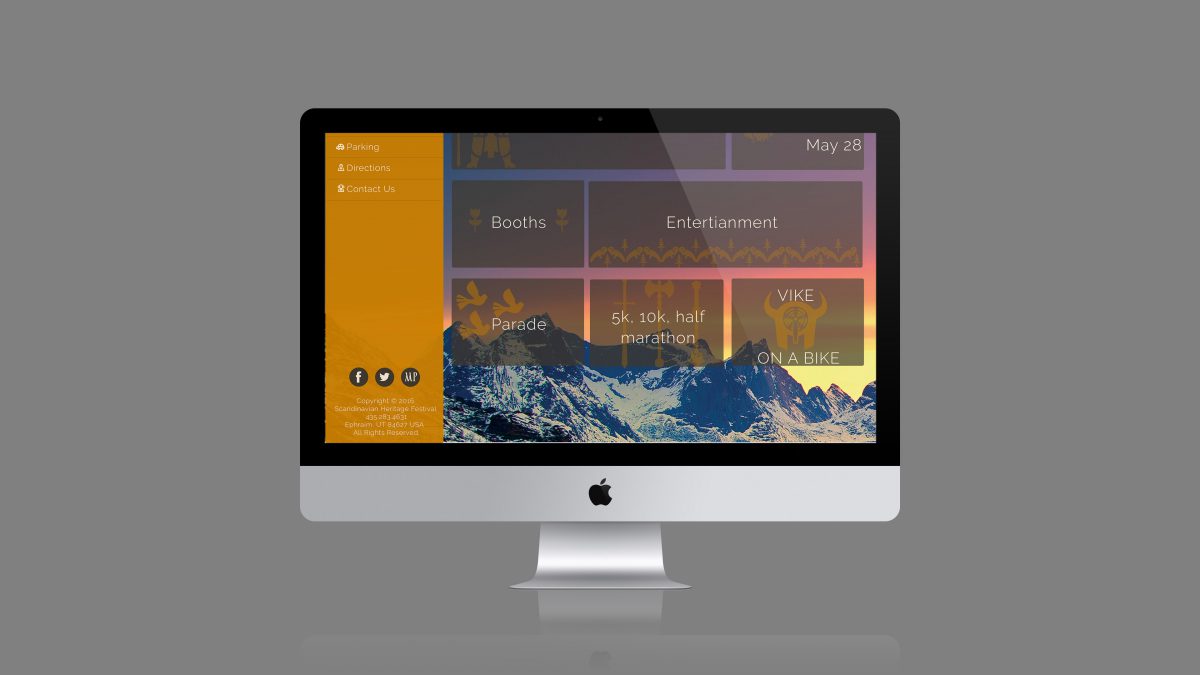 Parking
Directions
Contact Us
May 28
Booths
Entertianment
Parade
5k, 10k, half
marathon
VIKE
ON A BIKE
MP
Copyright © 2016
Scandinavian Heritage Festival
435.283.4631
Ephraim, UT 84627 USA
All Rights Reserved